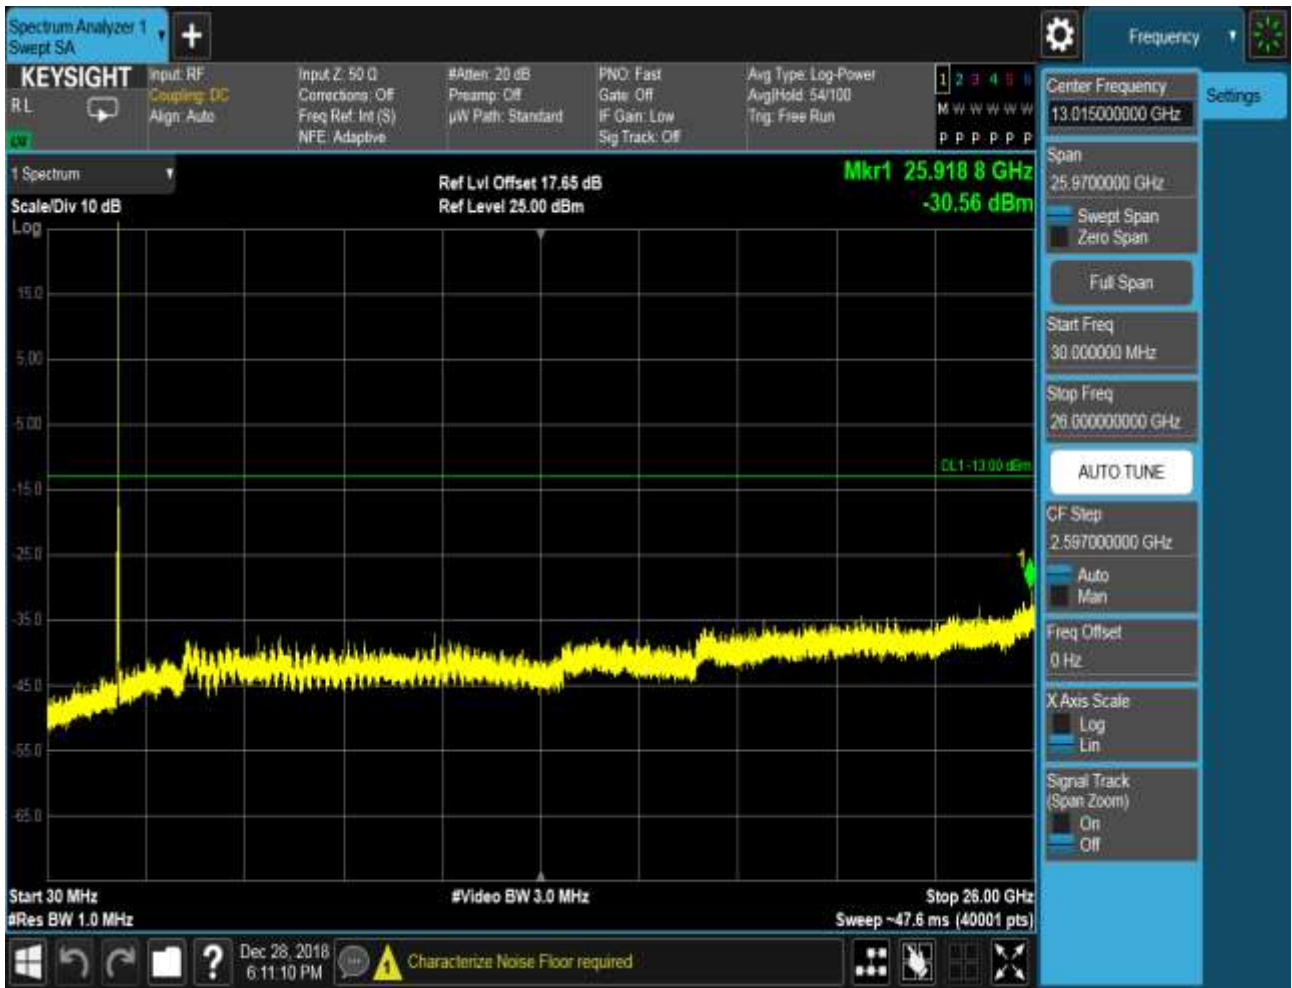 Spectrum Analyzer 1
Swept SA
+
Frequency
KEYSIGHT
R L
LXI
Input: RF
Coupling: DC
Align: Auto
Input Z: 50 Ω
Corrections: Off
Freq Ref: Int (S)
NFE: Adaptive
#Atten: 20 dB
Preamp: Off
µW Path: Standard
PNO: Fast
Gate: Off
IF Gain: Low
Sig Track: Off
Avg Type: Log-Power
Avg|Hold: 54/100
Trig: Free Run
1 2 3 4 5 6
M W W W W W
P P P P P P
1 Spectrum
Scale/Div 10 dB
Log
Ref Lvl Offset 17.65 dB
Ref Level 25.00 dBm
Mkr1 25.918 8 GHz
-30.56 dBm
15.0
5.00
-5.00
-15.0
-25.0
-35.0
-45.0
-55.0
-65.0
DL1 -13.00 dBm
1
Start 30 MHz
#Res BW 1.0 MHz
#Video BW 3.0 MHz
Stop 26.00 GHz
Sweep ~47.6 ms (40001 pts)
Center Frequency
13.015000000 GHz
Settings
Span
25.9700000 GHz
Swept Span
Zero Span
Full Span
Start Freq
30.000000 MHz
Stop Freq
26.000000000 GHz
AUTO TUNE
CF Step
2.597000000 GHz
Auto
Man
Freq Offset
0 Hz
X Axis Scale
Log
Lin
Signal Track
(Span Zoom)
On
Off
?
Dec 28, 2018
6:11:10 PM
1
Characterize Noise Floor required